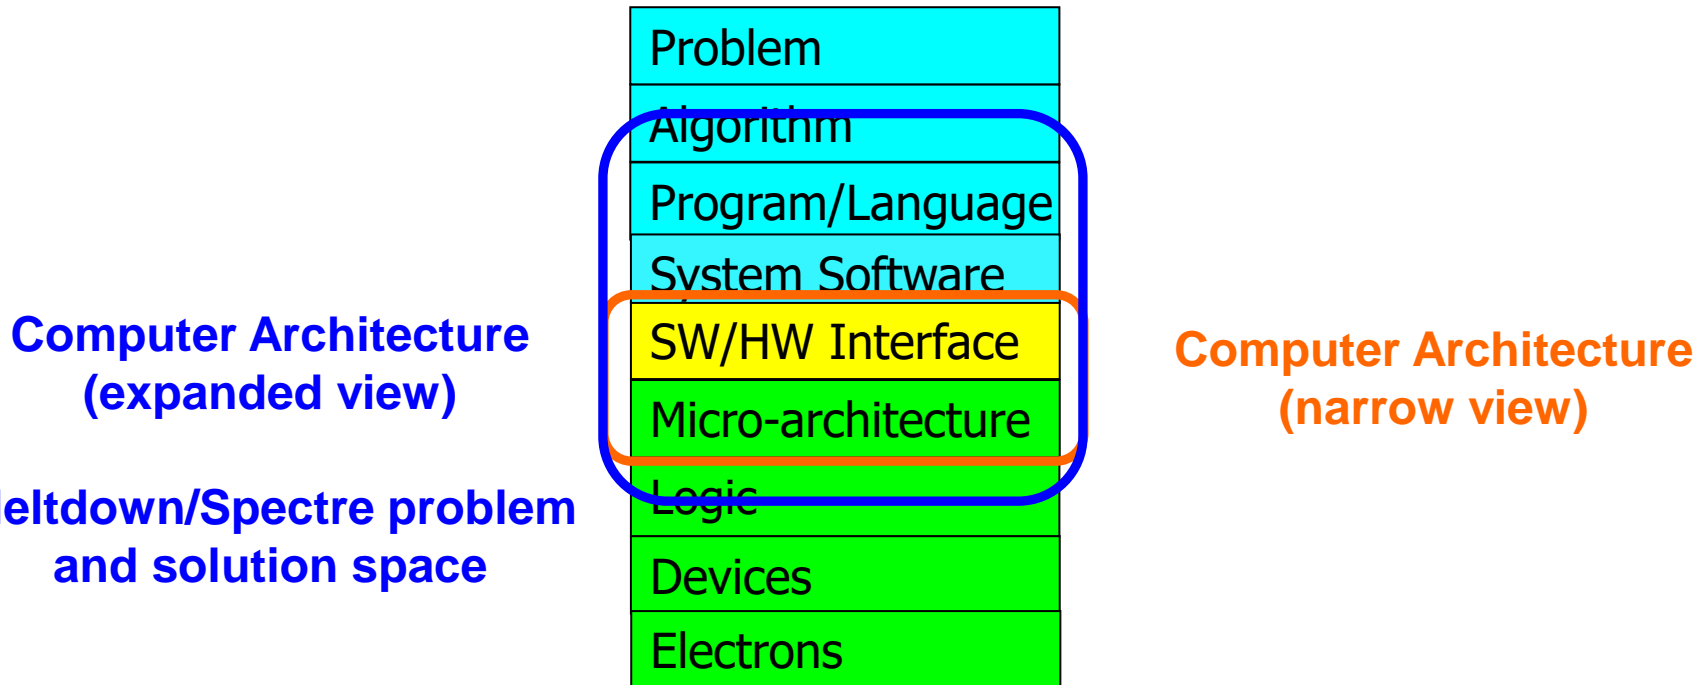 Problem
Algorithm
Program/Language
System Software
SW/HW Interface
Micro-architecture
Logic
Devices
Electrons
Computer Architecture
(expanded view)
eltdown/Spectre problem
and solution space
Computer Architecture
(narrow view)